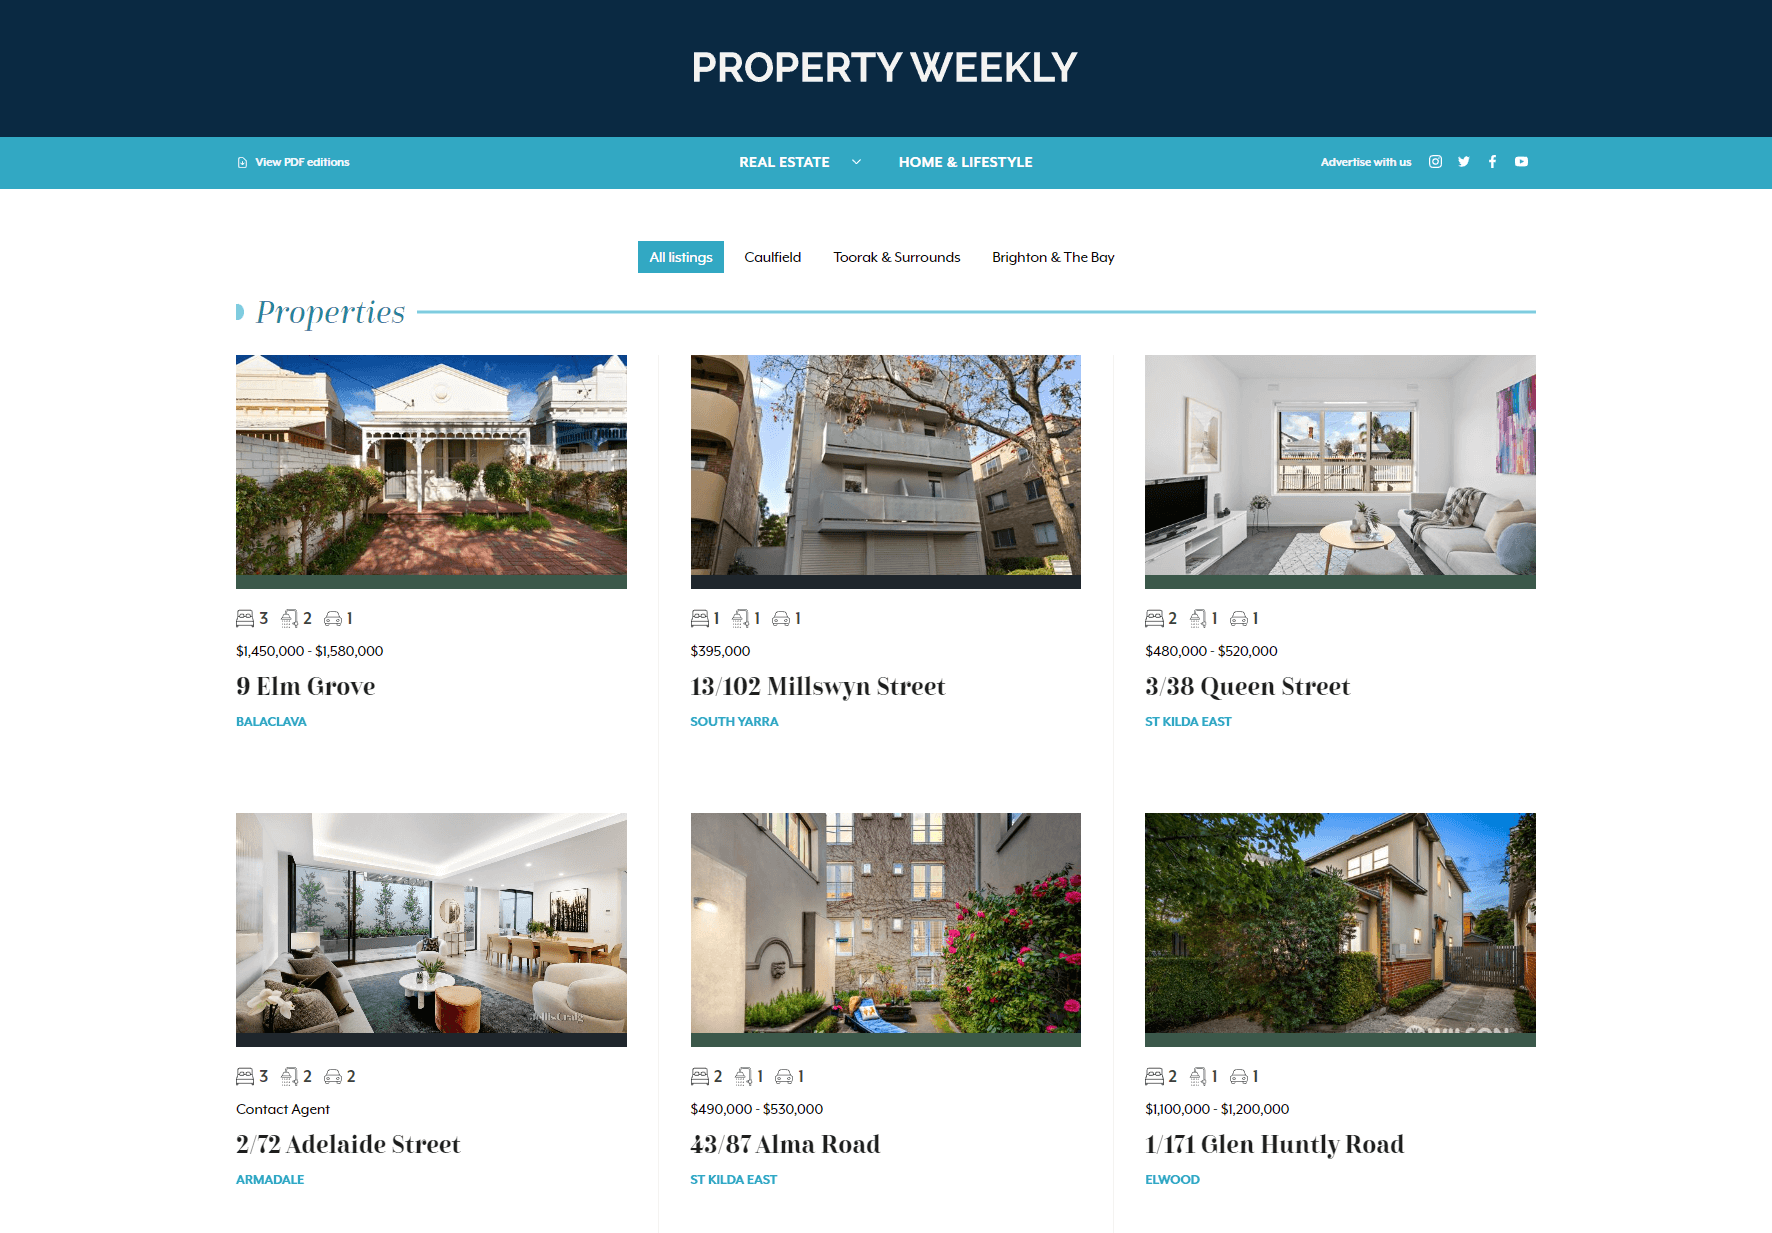 PROPERTY WEEKLY
View PDF editions
REAL ESTATE
HOME & LIFESTYLE
Advertise with us
All listings
Caulfield
Toorak & Surrounds
Brighton & The Bay
Properties
3 2 1
$1,450,000 - $1,580,000
9 Elm Grove
BALACLAVA
1 1 1
$395,000
13/102 Millswyn Street
SOUTH YARRA
2 1 1
$480,000 - $520,000
3/38 Queen Street
ST KILDA EAST
JellisCraig
3 2 2
Contact Agent
2/72 Adelaide Street
ARMADALE
2 1 1
$490,000 - $530,000
43/87 Alma Road
ST KILDA EAST
WILSON
2 1 1
$1,100,000 - $1,200,000
1/171 Glen Huntly Road
ELWOOD